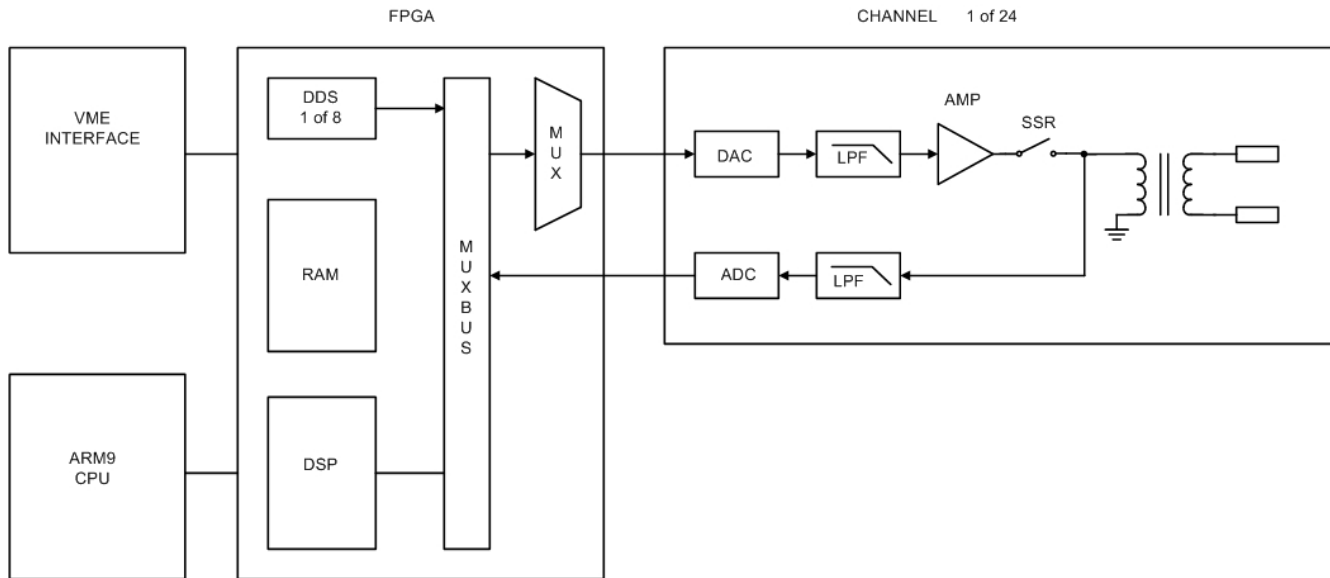 FPGA
CHANNEL 1 of 24
VME
INTERFACE
DDS
1 of 8
M
U
X
AMP
SSR
DAC
LPF
RAM
M
U
X
B
U
S
ADC
LPF
ARM9
CPU
DSP